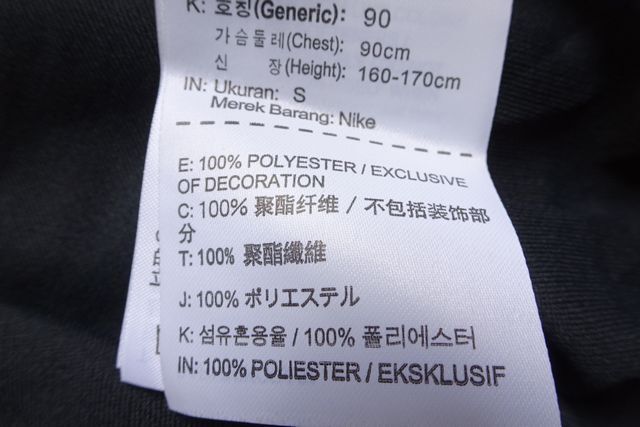 K: 호칭(Generic): 90
가슴둘레(Chest): 90cm
신 장(Height): 160-170cm
IN: Ukuran: S
Merek Barang: Nike
E: 100% POLYESTER / EXCLUSIVE
OF DECORATION
C: 100% 聚酯纤维 / 不包括装饰部
分
T: 100% 聚酯纖維
J: 100% ポリエステル
K: 섬유혼용율 / 100% 폴리에스터
IN: 100% POLIESTER / EKSKLUSIF